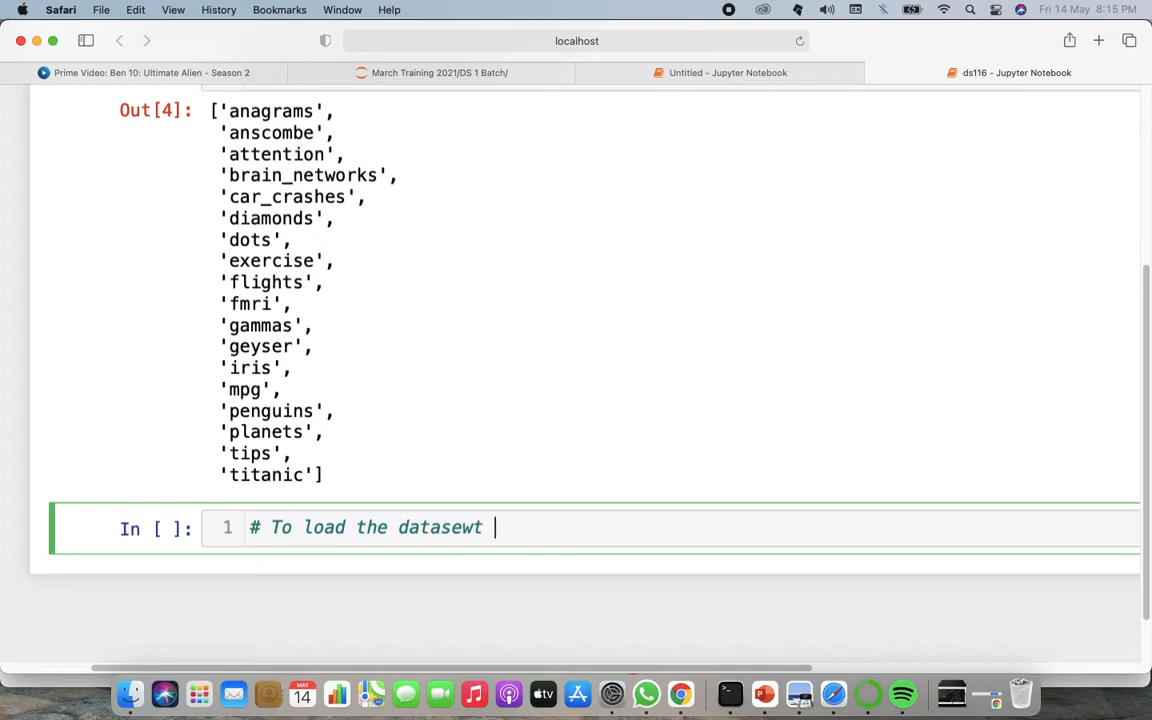 Safari File Edit View History Bookmarks Window Help Fri 14 May 8:15 PM
localhost
Prime Video: Ben 10: Ultimate Alien - Season 2 March Training 2021/DS 1 Batch/ Untitled - Jupyter Notebook ds116 - Jupyter Notebook
Out[4]: ['anagrams',
'anscombe',
'attention',
'brain_networks',
'car_crashes',
'diamonds',
'dots',
'exercise',
'flights',
'fmri',
'gammas',
'geyser',
'iris',
'mpg',
'penguins',
'planets',
'tips',
'titanic']
In [ ]: 1 # To load the datasewt
MAY
14
tv